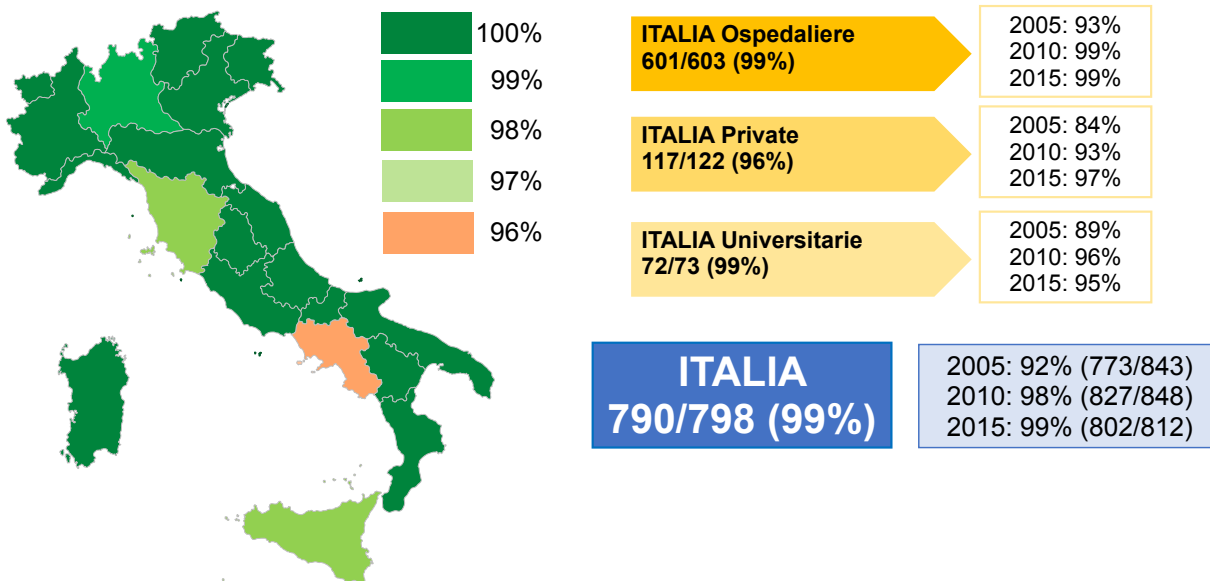 100%
99%
98%
97%
96%
ITALIA Ospedaliere
601/603 (99%)
2005: 93%
2010: 99%
2015: 99%
ITALIA Private
117/122 (96%)
2005: 84%
2010: 93%
2015: 97%
ITALIA Universitarie
72/73 (99%)
2005: 89%
2010: 96%
2015: 95%
ITALIA
790/798 (99%)
2005: 92% (773/843)
2010: 98% (827/848)
2015: 99% (802/812)